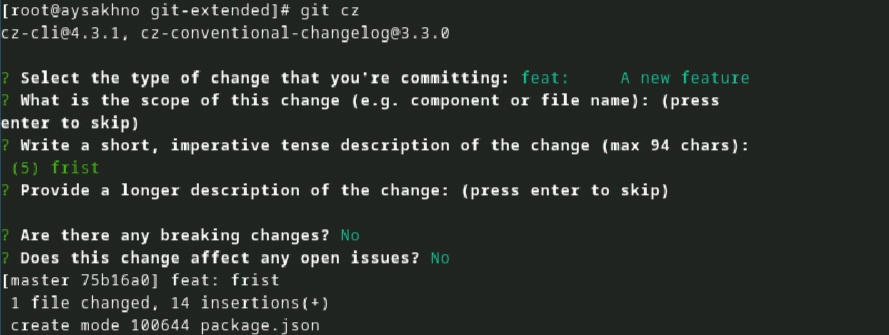 [root@aysakhno git-extended]# git cz
cz-cli@4.3.1, cz-conventional-changelog@3.3.0
? Select the type of change that you're committing: feat:     A new feature
? What is the scope of this change (e.g. component or file name): (press
enter to skip)
? Write a short, imperative tense description of the change (max 94 chars):
 (5) frist
? Provide a longer description of the change: (press enter to skip)
? Are there any breaking changes? No
? Does this change affect any open issues? No
[master 75b16a0] feat: frist
 1 file changed, 14 insertions(+)
 create mode 100644 package.json